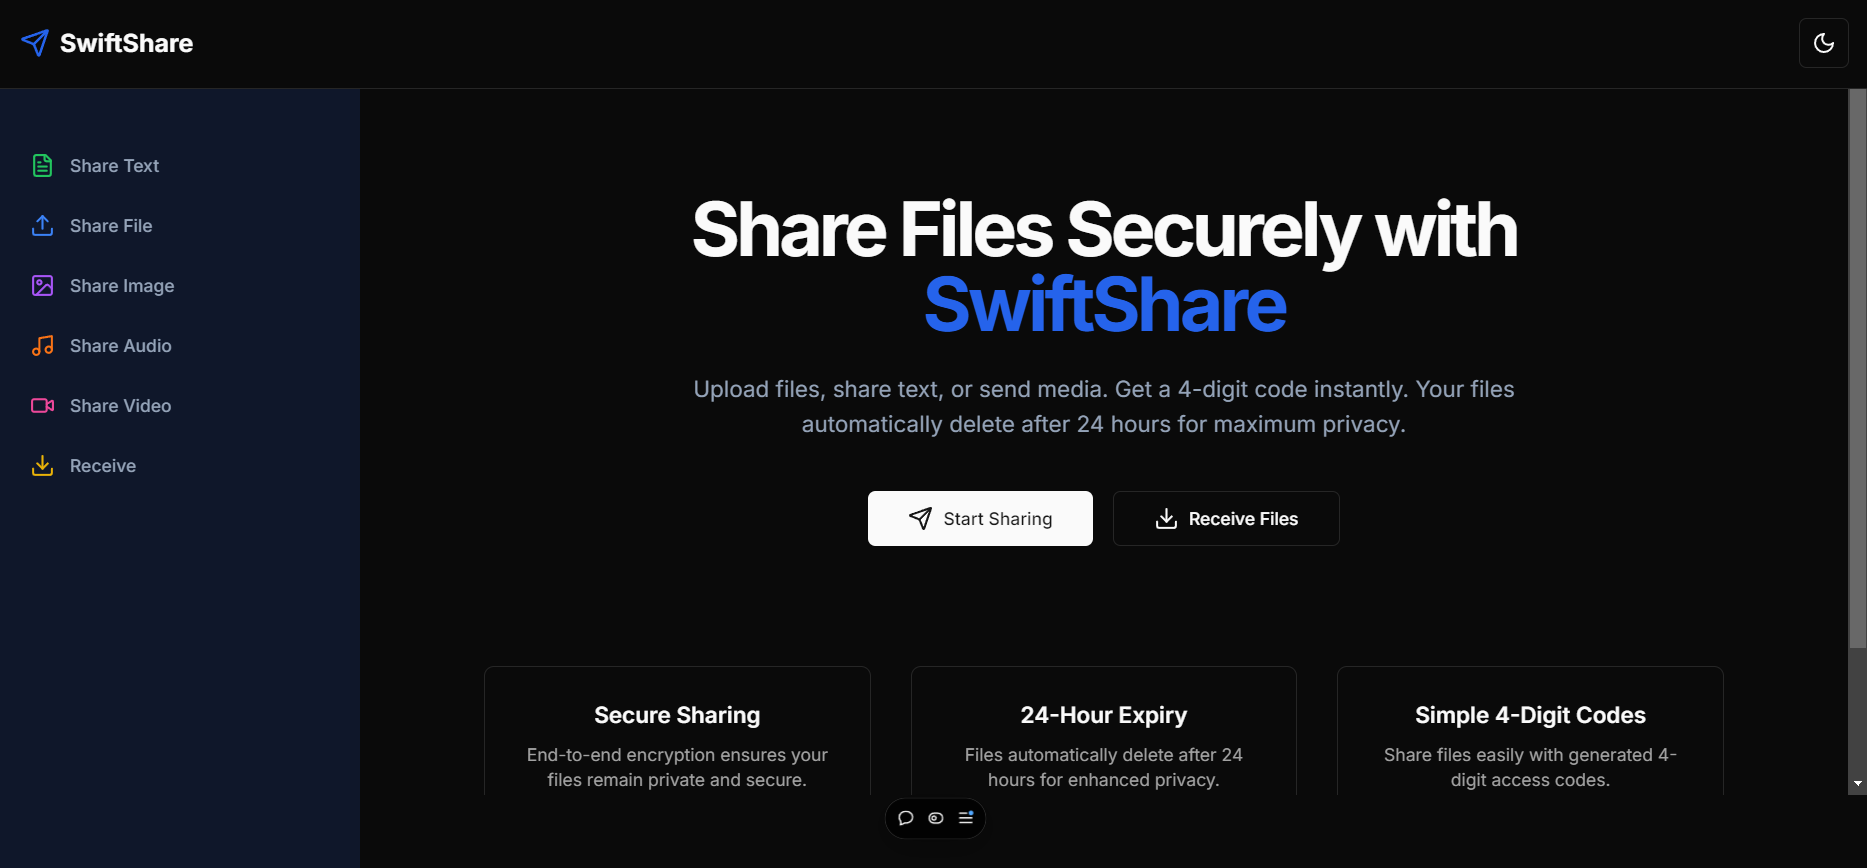 SwiftShare
Share Text
Share File
Share Image
Share Audio
Share Video
Receive
Share Files Securely with
SwiftShare
Upload files, share text, or send media. Get a 4-digit code instantly. Your files
automatically delete after 24 hours for maximum privacy.
Start Sharing
Receive Files
Secure Sharing
End-to-end encryption ensures your
files remain private and secure.
24-Hour Expiry
Files automatically delete after 24
hours for enhanced privacy.
Simple 4-Digit Codes
Share files easily with generated 4-
digit access codes.